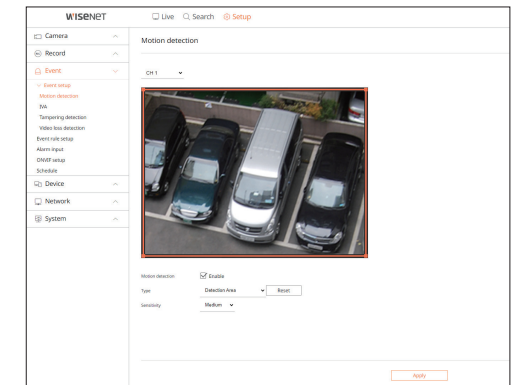 WISENET
Live Search Setup
Camera
Record
Event
Event setup
Motion detection
IVA
Tampering detection
Video loss detection
Event rule setup
Alarm input
ONVIF setup
Schedule
Device
Network
System
Motion detection
CH 1
Motion detection Enable
Type Detection Area Reset
Sensitivity Medium
Apply